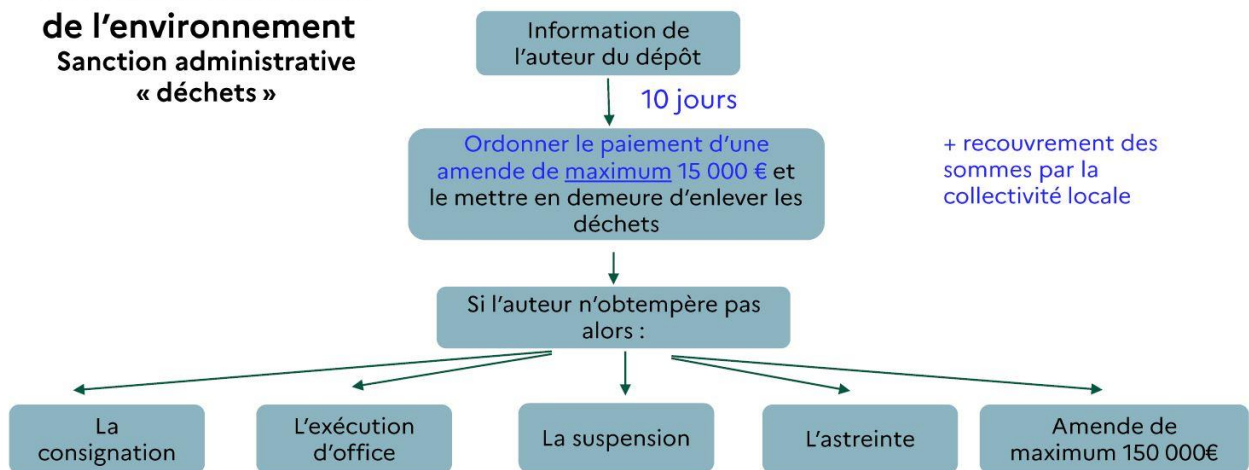 de l'environnement
Sanction administrative
« déchets »
Information de
l'auteur du dépôt
10 jours
Ordonner le paiement d'une
amende de maximum 15 000 € et
le mettre en demeure d'enlever les
déchets
+ recouvrement des
sommes par la
collectivité locale
Si l'auteur n'obtempère pas
alors :
La
consignation
L'exécution
d'office
La suspension
L'astreinte
Amende de
maximum 150 000€